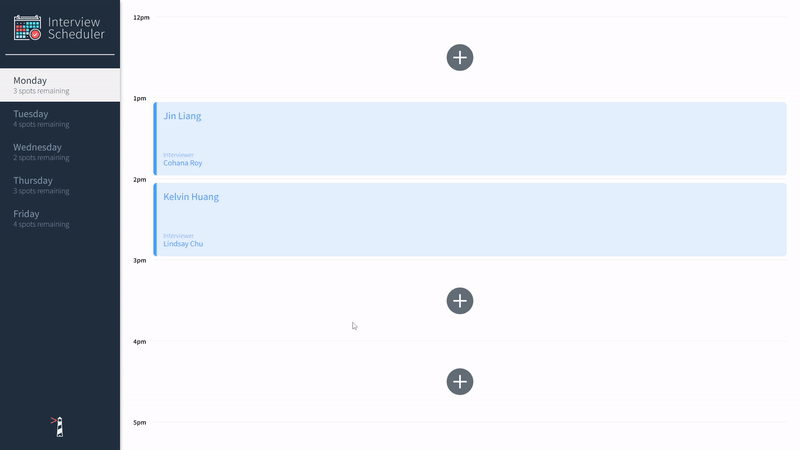 Interview
Scheduler
Monday
3 spots remaining
Tuesday
4 spots remaining
Wednesday
2 spots remaining
Thursday
3 spots remaining
Friday
4 spots remaining
12pm
1pm
Jin Liang
Interviewer
Cohana Roy
2pm
Kelvin Huang
Interviewer
Lindsay Chu
3pm
4pm
5pm